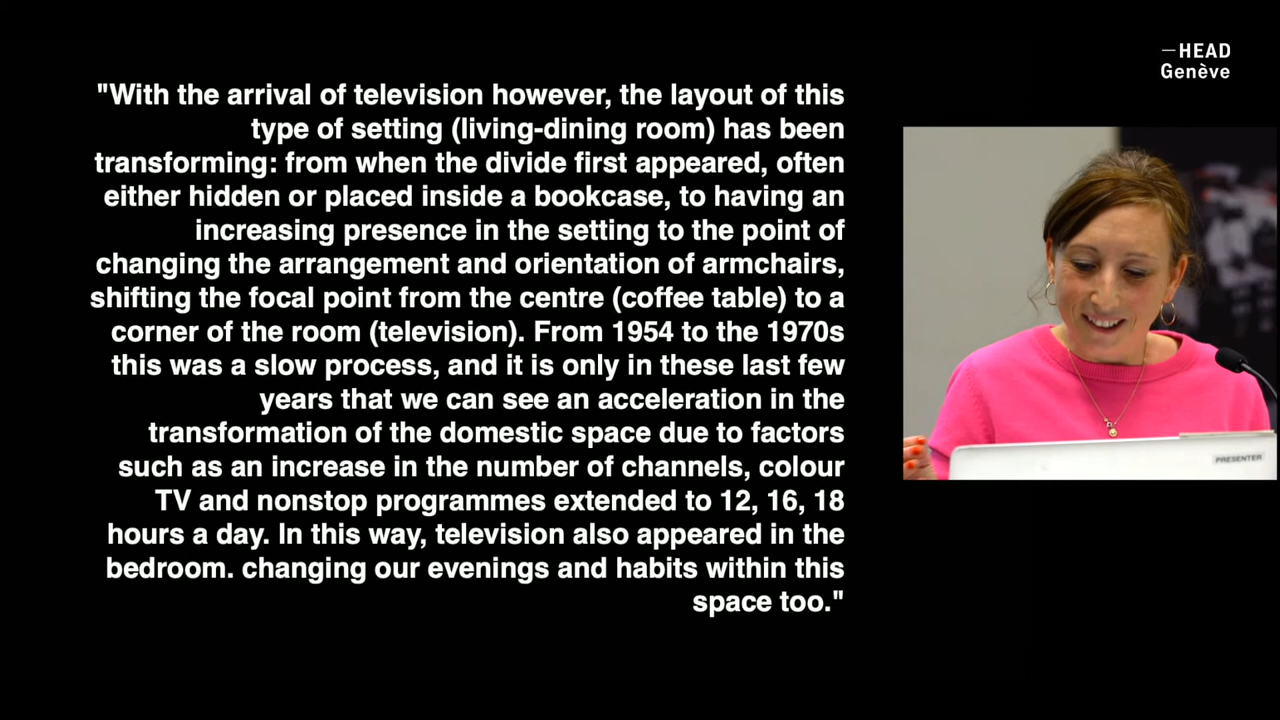 —HEAD
Genève
"With the arrival of television however, the layout of this
type of setting (living-dining room) has been
transforming: from when the divide first appeared, often
either hidden or placed inside a bookcase, to having an
increasing presence in the setting to the point of
changing the arrangement and orientation of armchairs,
shifting the focal point from the centre (coffee table) to a
corner of the room (television). From 1954 to the 1970s
this was a slow process, and it is only in these last few
years that we can see an acceleration in the
transformation of the domestic space due to factors
such as an increase in the number of channels, colour
TV and nonstop programmes extended to 12, 16, 18
hours a day. In this way, television also appeared in the
bedroom. changing our evenings and habits within this
space too."
PRESENTER